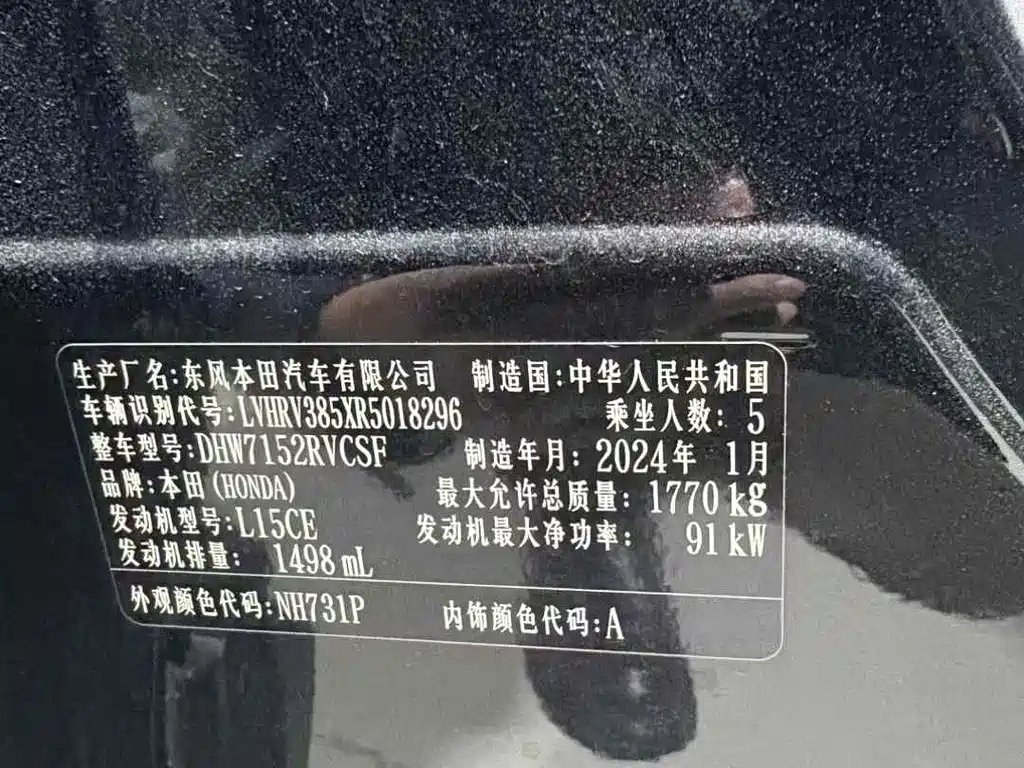 生产厂名:东风本田汽车有限公司 制造国:中华人民共和国
车辆识别代号:LVHRV385XR5018296 乘坐人数:5
整车型号:DHW7152RVCSF 制造年月:2024年 1月
品牌:本田(HONDA) 最大允许总质量:1770 kg
发动机型号:L15CE 发动机最大净功率: 91 kW
发动机排量: 1498 mL
外观颜色代码:NH731P 内饰颜色代码:A